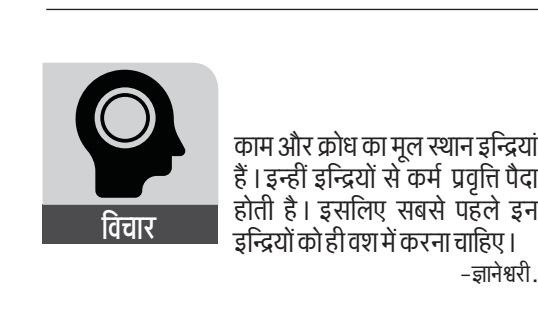 विचार
काम और क्रोध का मूल स्थान इन्द्रियां
हैं । इन्हीं इन्द्रियों से कर्म प्रवृत्ति पैदा
होती है । इसलिए सबसे पहले इन
इन्द्रियों को ही वश में करना चाहिए ।
-ज्ञानेश्वरी.